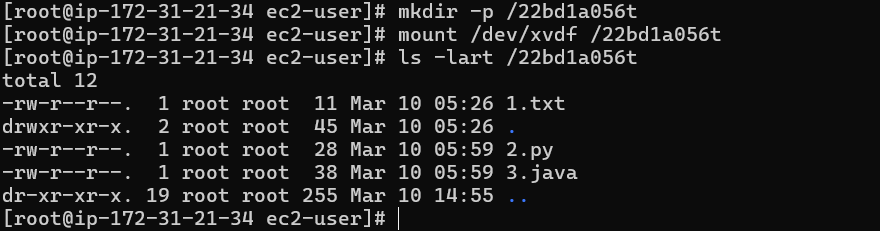 [root@ip-172-31-21-34 ec2-user]# mkdir -p /22bd1a056t
[root@ip-172-31-21-34 ec2-user]# mount /dev/xvdf /22bd1a056t
[root@ip-172-31-21-34 ec2-user]# ls -lart /22bd1a056t
total 12
-rw-r--r--.  1 root root  11 Mar 10 05:26 1.txt
drwxr-xr-x.  2 root root  45 Mar 10 05:26 .
-rw-r--r--.  1 root root  28 Mar 10 05:59 2.py
-rw-r--r--.  1 root root  38 Mar 10 05:59 3.java
dr-xr-xr-x. 19 root root 255 Mar 10 14:55 ..
[root@ip-172-31-21-34 ec2-user]#